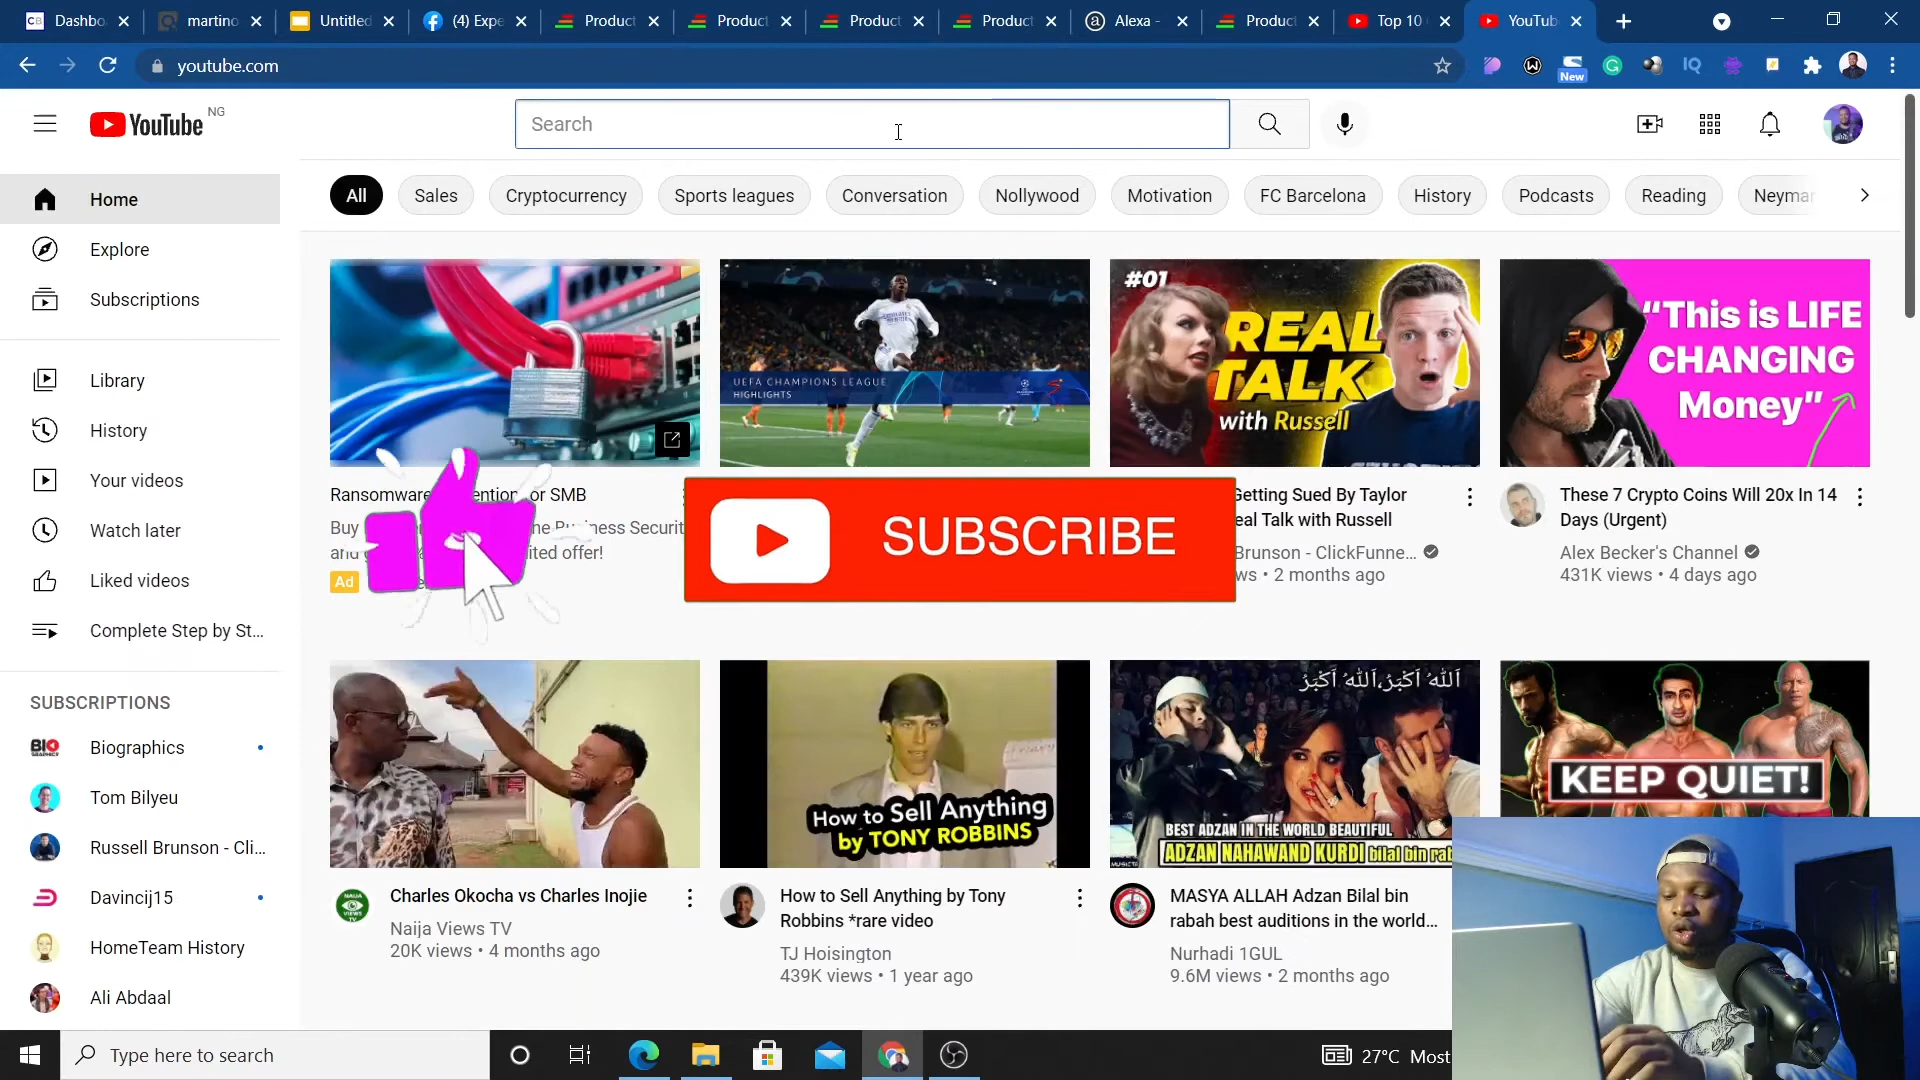 Dashbo
martino
Untitled
(4) Expe
Product
Product
Product
Product
Alexa -
Product
Top 10
YouTub
youtube.com
New
YouTube NG
Search
Home
Explore
Subscriptions
Library
History
Your videos
Watch later
Liked videos
Complete Step by St...
SUBSCRIPTIONS
Biographics
Tom Bilyeu
Russell Brunson - Cli...
Davincij15
HomeTeam History
Ali Abdaal
All
Sales
Cryptocurrency
Sports leagues
Conversation
Nollywood
Motivation
FC Barcelona
History
Podcasts
Reading
Neymar
UEFA CHAMPIONS LEAGUE
HIGHLIGHTS
#01
REAL
TALK
with Russell
"This is LIFE
CHANGING
Money"
Ransomware
or SMB
Buy
Business Securit
and
ited offer!
Ad
SUBSCRIBE
Getting Sued By Taylor
eal Talk with Russell
Brunson - ClickFunne...
ws • 2 months ago
These 7 Crypto Coins Will 20x In 14
Days (Urgent)
Alex Becker's Channel
431K views • 4 days ago
How to Sell Anything
by TONY ROBBINS
اَللّٰهُ اَكْبَرُ،اَللّٰهُ اَكْبَرُ
BEST ADZAN IN THE WORLD BEAUTIFUL
ADZAN NAHAWAND KURDI bilal bin rab
KEEP QUIET!
Charles Okocha vs Charles Inojie
Naija Views TV
20K views • 4 months ago
How to Sell Anything by Tony
Robbins *rare video
TJ Hoisington
439K views • 1 year ago
MASYA ALLAH Adzan Bilal bin
rabah best auditions in the world...
Nurhadi 1GUL
9.6M views • 2 months ago
Type here to search
27°C Most